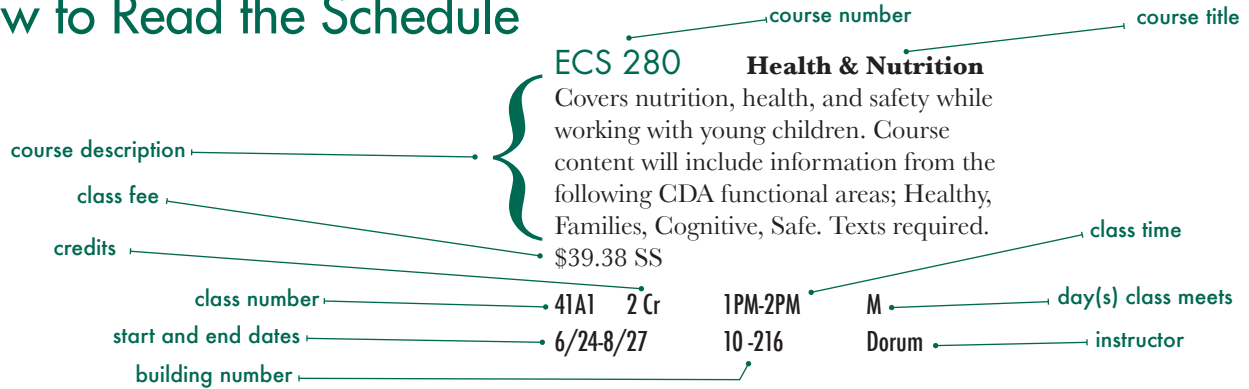 w to Read the Schedule
course number
course title
ECS 280 Health & Nutrition
Covers nutrition, health, and safety while
working with young children. Course
content will include information from the
following CDA functional areas; Healthy,
Families, Cognitive, Safe. Texts required.
$39.38 SS
course description
class fee
credits
class time
class number
41A1 2 Cr 1PM-2PM M
day(s) class meets
start and end dates
6/24-8/27 10 -216 Dorum
instructor
building number